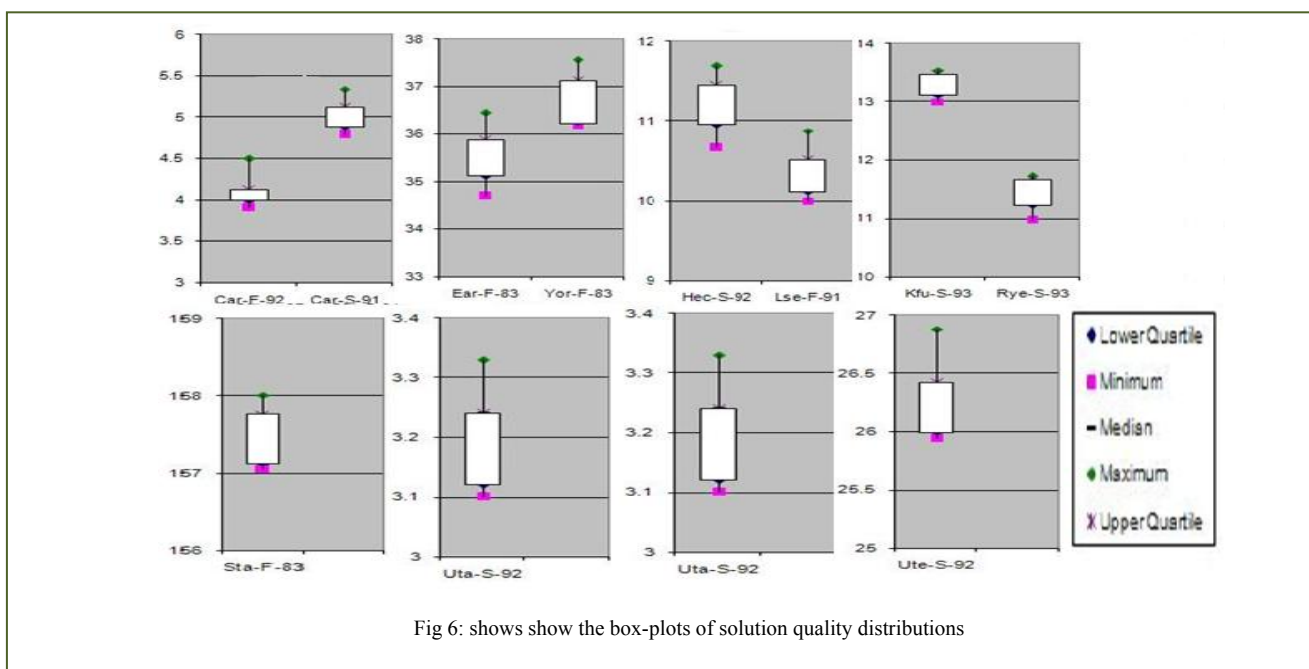 6
5.5
5
4.5
4
3.5
3
Car-F-92
Car-S-91
38
37
36
35
34
33
Ear-F-83
Yor-F-83
12
11
10
9
Hec-S-92
Lse-F-91
14
13
12
11
10
Kfu-S-93
Rye-S-93
159
158
157
156
Sta-F-83
3.4
3.3
3.2
3.1
3
Uta-S-92
3.4
3.3
3.2
3.1
3
Uta-S-92
27
26.5
26
26.5
25
Ute-S-92
Lower Quartile
Minimum
Median
Maximum
Upper Quartile
Fig 6: shows show the box-plots of solution quality distributions